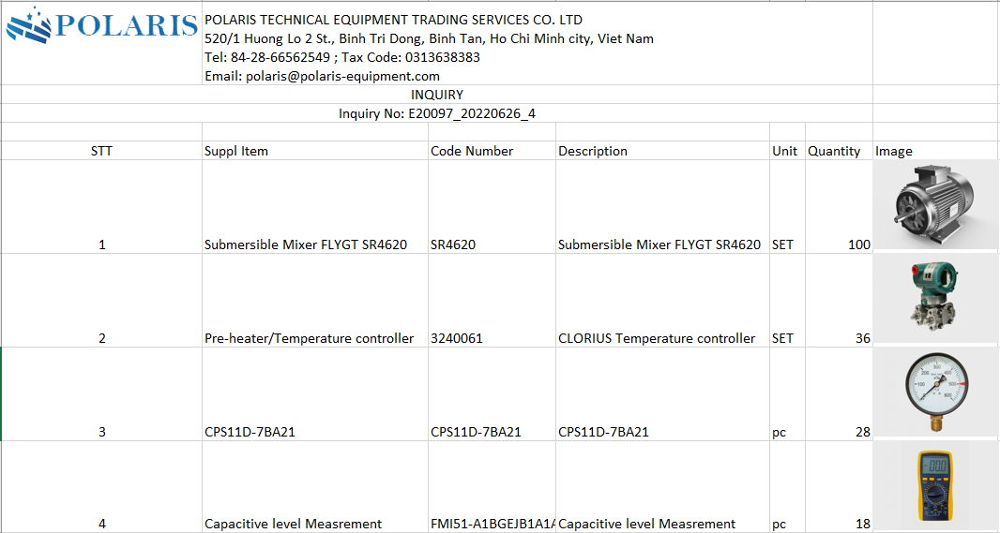 POLARIS
POLARIS TECHNICAL EQUIPMENT TRADING SERVICES CO. LTD
520/1 Huong Lo 2 St., Binh Tri Dong, Binh Tan, Ho Chi Minh city, Viet Nam
Tel: 84-28-66562549 ; Tax Code: 0313638383
Email: polaris@polaris-equipment.com
INQUIRY
Inquiry No: E20097_20220626_4
STT Suppl Item Code Number Description Unit Quantity Image
1 Submersible Mixer FLYGT SR4620 SR4620 Submersible Mixer FLYGT SR4620 SET 100
2 Pre-heater/Temperature controller 3240061 CLORIUS Temperature controller SET 36
3 CPS11D-7BA21 CPS11D-7BA21 CPS11D-7BA21 pc 28
4 Capacitive level Measrement FMI51-A1BGEJB1A1A Capacitive level Measrement pc 18